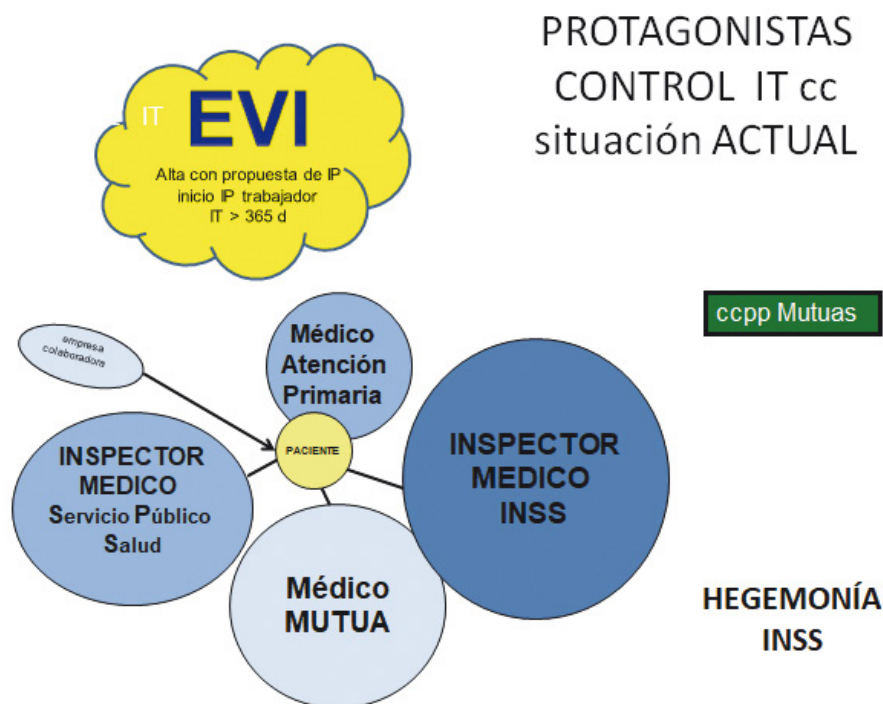 PROTAGONISTAS
CONTROL IT cc
situación ACTUAL
IT EVI
Alta con propuesta de IP
inicio IP trabajador
IT > 365 d
ccpp Mutuas
empresa
colaboradora
Médico
Atención
Primaria
PACIENTE
INSPECTOR
MEDICO
Servicio Público
Salud
INSPECTOR
MEDICO
INSS
Médico
MUTUA
HEGEMONÍA
INSS